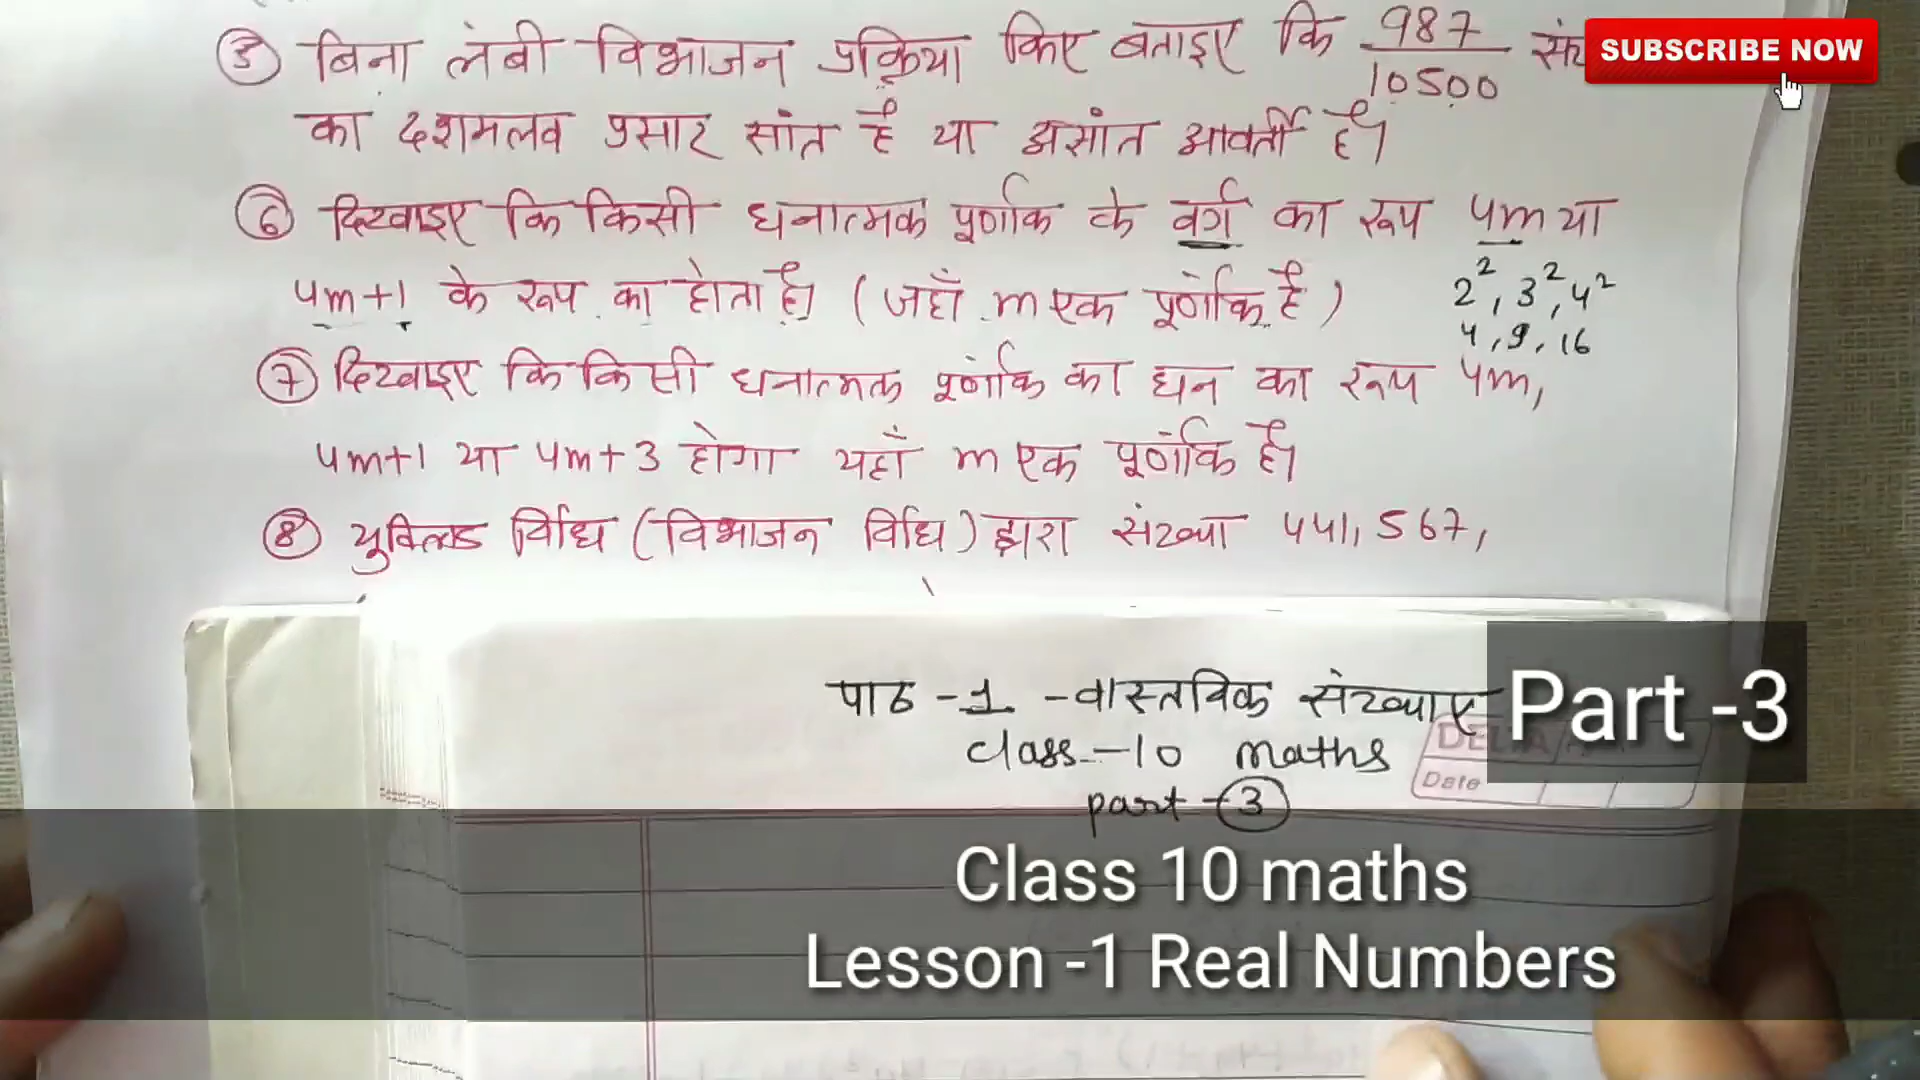 ⑤ बिना लंबी विभाजन प्रक्रिया किए बताइए कि 987/10500
SUBSCRIBE NOW
का दशमलव प्रसार सांत है या असांत आवर्ती है।
⑥ दिखाइए कि किसी धनात्मक पूर्णांक के वर्ग का रूप 4m या
4m+1 के रूप का होता है। (जहाँ m एक पूर्णांक है)
2², 3², 4²
4, 9, 16
⑦ दिखाइए कि किसी धनात्मक पूर्णांक का घन का रूप 4m,
4m+1 या 4m+3 होगा यहाँ m एक पूर्णांक है।
⑧ युक्लिड विधि (विभाजन विधि) द्वारा संख्या 441, 567,
पाठ -1 -वास्तविक संख्याए
Part -3
class -10 maths
Date
part -③
Class 10 maths
Lesson -1 Real Numbers